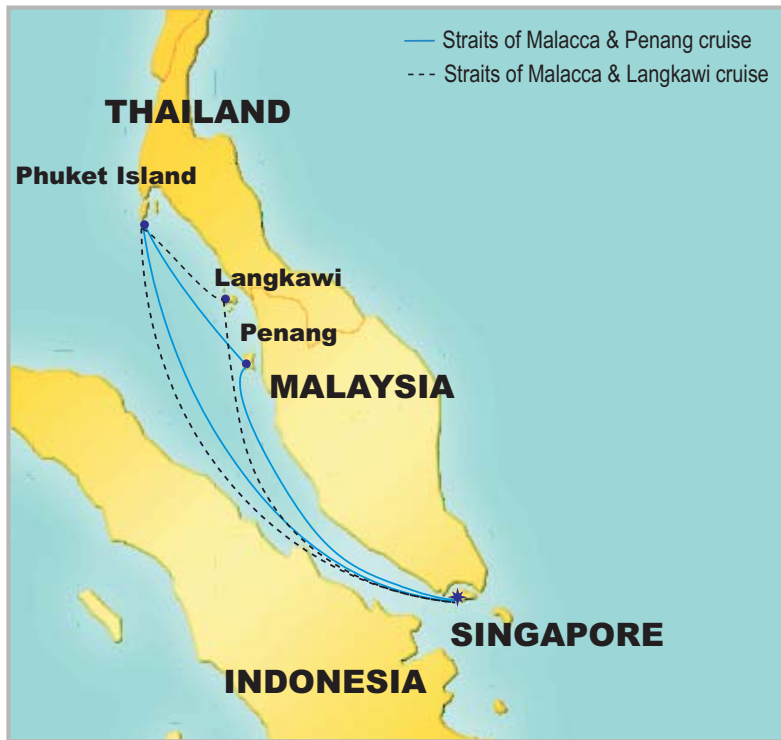 Straits of Malacca & Penang cruise
Straits of Malacca & Langkawi cruise
THAILAND
Phuket Island
Langkawi
Penang
MALAYSIA
SINGAPORE
INDONESIA